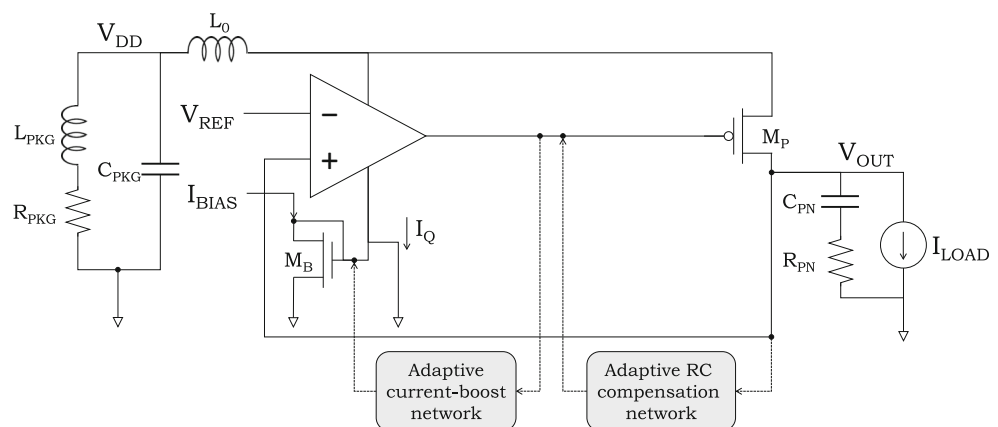 L0
VDD
LPKG
CPKG
RPKG
VREF
−
+
IBIAS
MB
IQ
MP
VOUT
CPN
RPN
ILOAD
Adaptive
current-boost
network
Adaptive RC
compensation
network